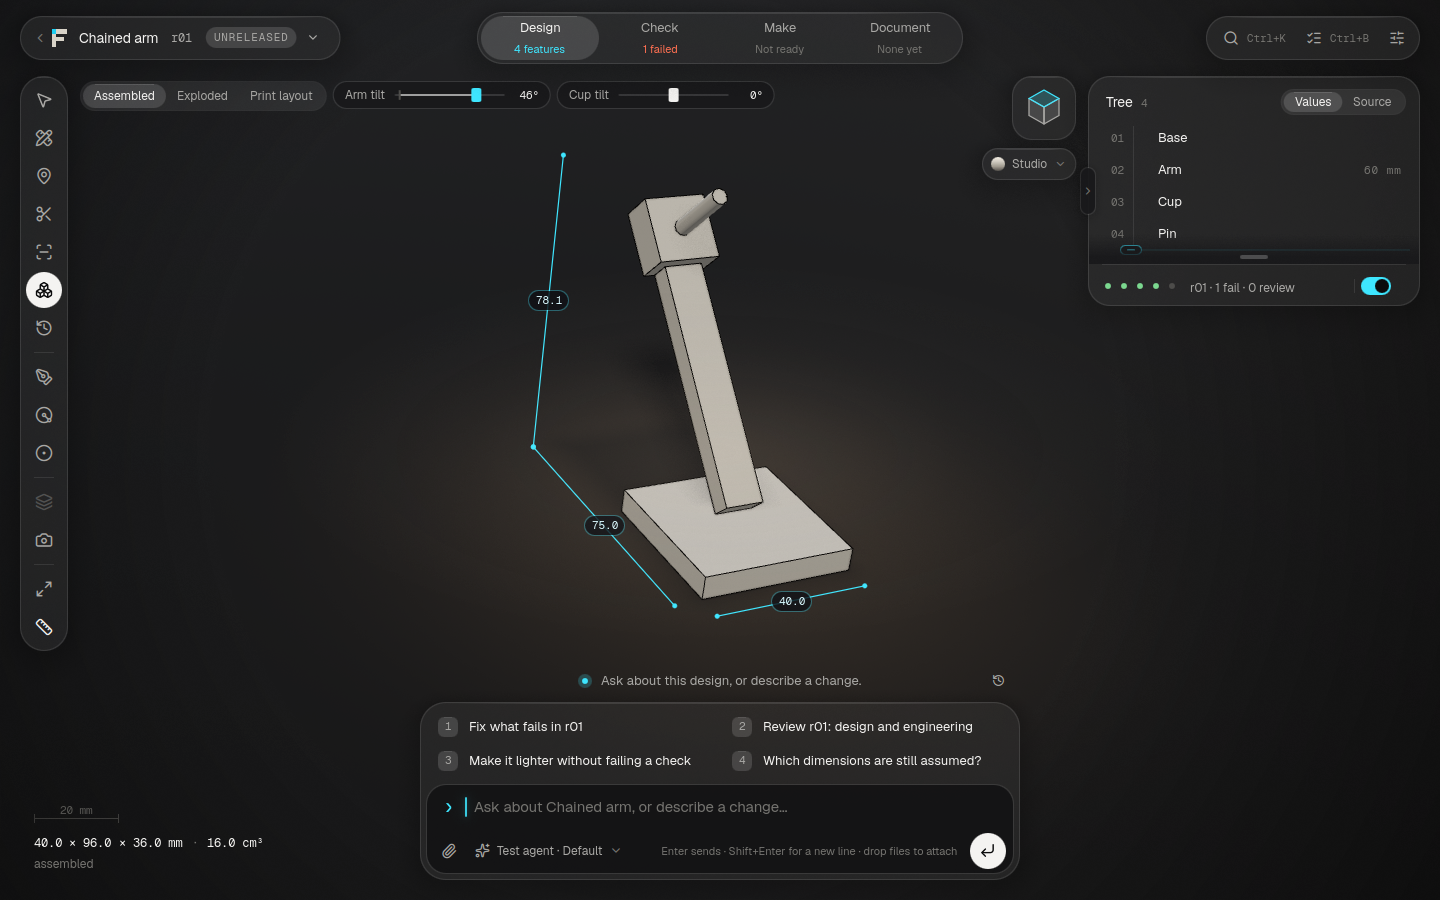 Chained arm r01 UNRELEASED
Design
4 features
Check
1 failed
Make
Not ready
Document
None yet
Ctrl+K
Ctrl+B
Assembled
Exploded
Print layout
Arm tilt
46°
Cup tilt
0°
Studio
Tree 4
Values
Source
01 Base
02 Arm 60 mm
03 Cup
04 Pin
r01 · 1 fail · 0 review
78.1
75.0
40.0
Ask about this design, or describe a change.
1 Fix what fails in r01
2 Review r01: design and engineering
3 Make it lighter without failing a check
4 Which dimensions are still assumed?
Ask about Chained arm, or describe a change...
Test agent · Default
Enter sends · Shift+Enter for a new line · drop files to attach
20 mm
40.0 × 96.0 × 36.0 mm · 16.0 cm³
assembled